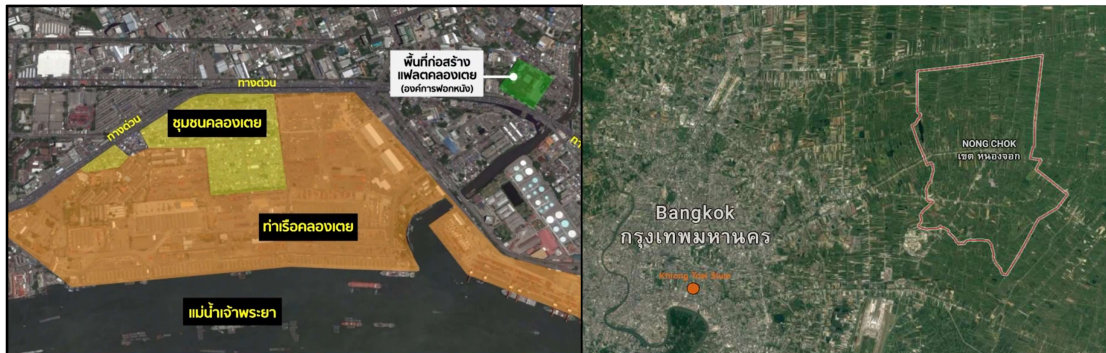 พื้นที่ก่อสร้าง
แฟลตคลองเตย
(องค์การฟอกหนัง)
ทางด่วน
ชุมชนคลองเตย
ทางด่วน
ท่าเรือคลองเตย
แม่น้ำเจ้าพระยา
NONG CHOK
เขต หนองจอก
Bangkok
กรุงเทพมหานคร
Khlong Toei Slum